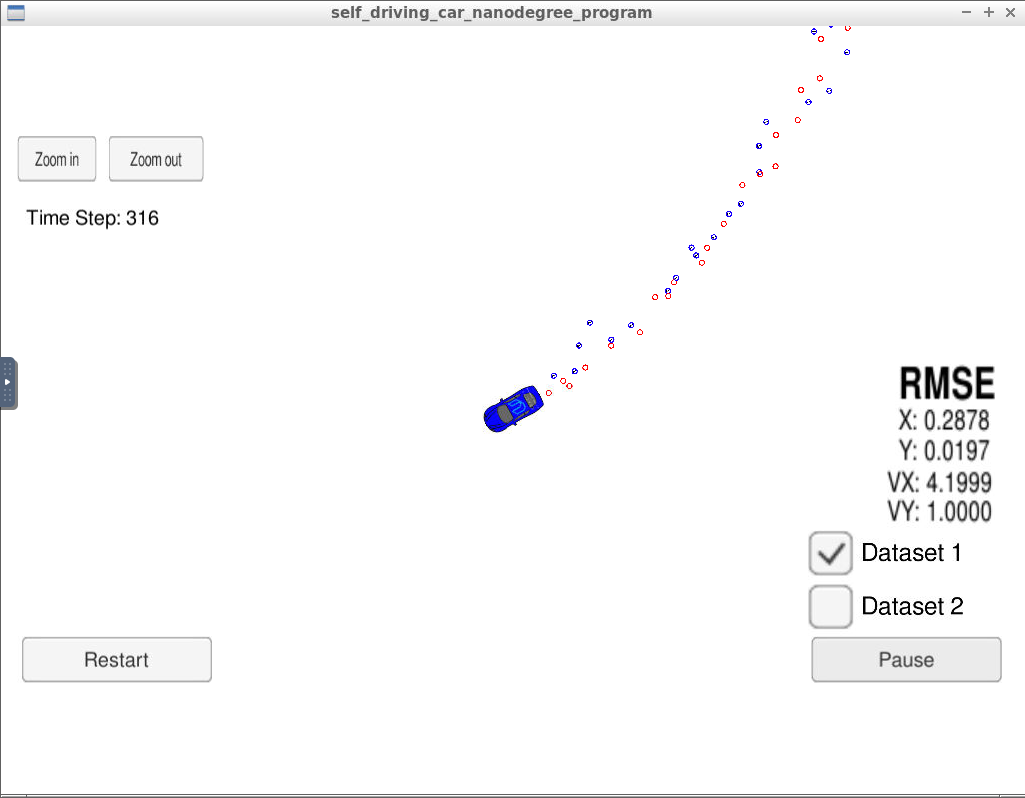 self_driving_car_nanodegree_program
Zoom in
Zoom out
Time Step: 316
RMSE
X: 0.2878
Y: 0.0197
VX: 4.1999
VY: 1.0000
Dataset 1
Dataset 2
Restart
Pause